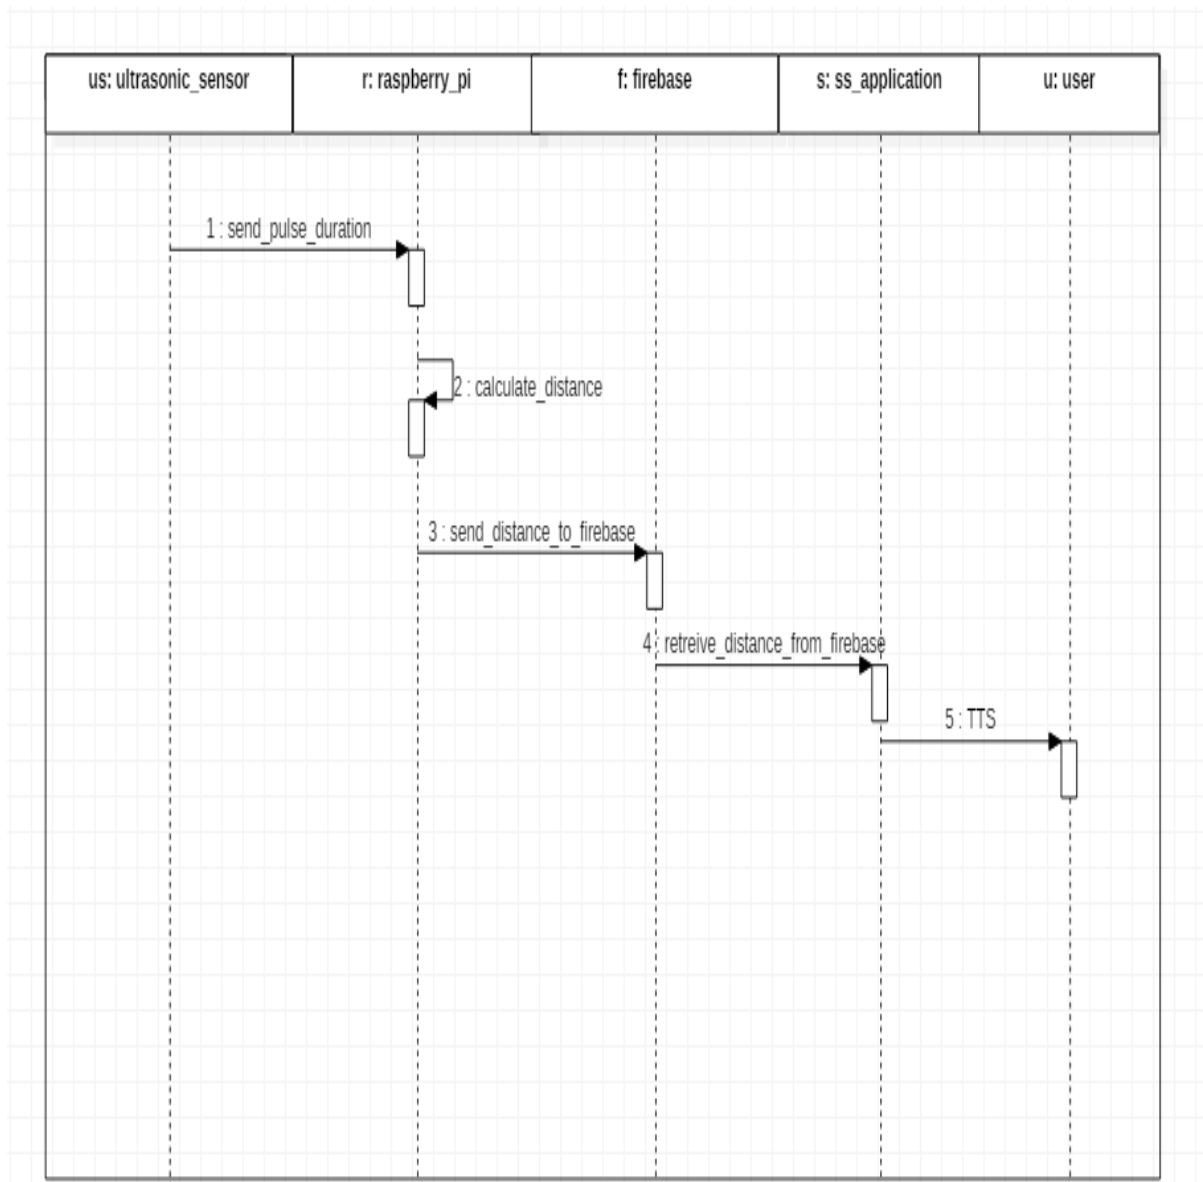 us: ultrasonic_sensor
r: raspberry_pi
f: firebase
s: ss_application
u: user
1 : send_pulse_duration
2 : calculate_distance
3 : send_distance_to_firebase
4 : retreive_distance_from_firebase
5 : TTS